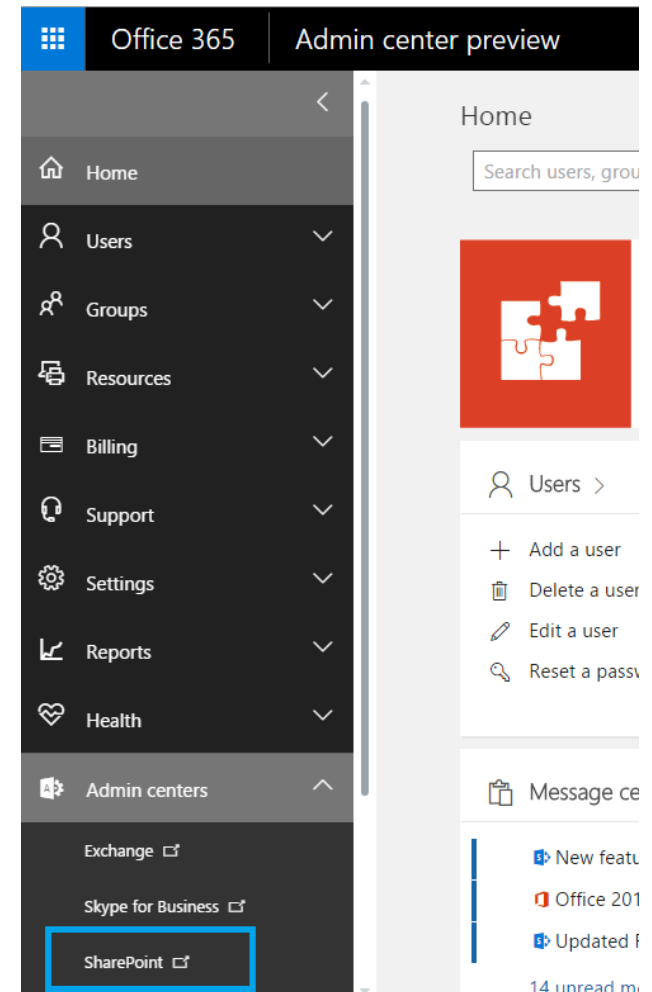 Office 365 Admin center preview
Home
Users
Groups
Resources
Billing
Support
Settings
Reports
Health
Admin centers
Exchange
Skype for Business
SharePoint
Home
Search users, grou
Users >
Add a user
Delete a user
Edit a user
Reset a passw
Message ce
New featu
Office 201
Updated
14 unread m